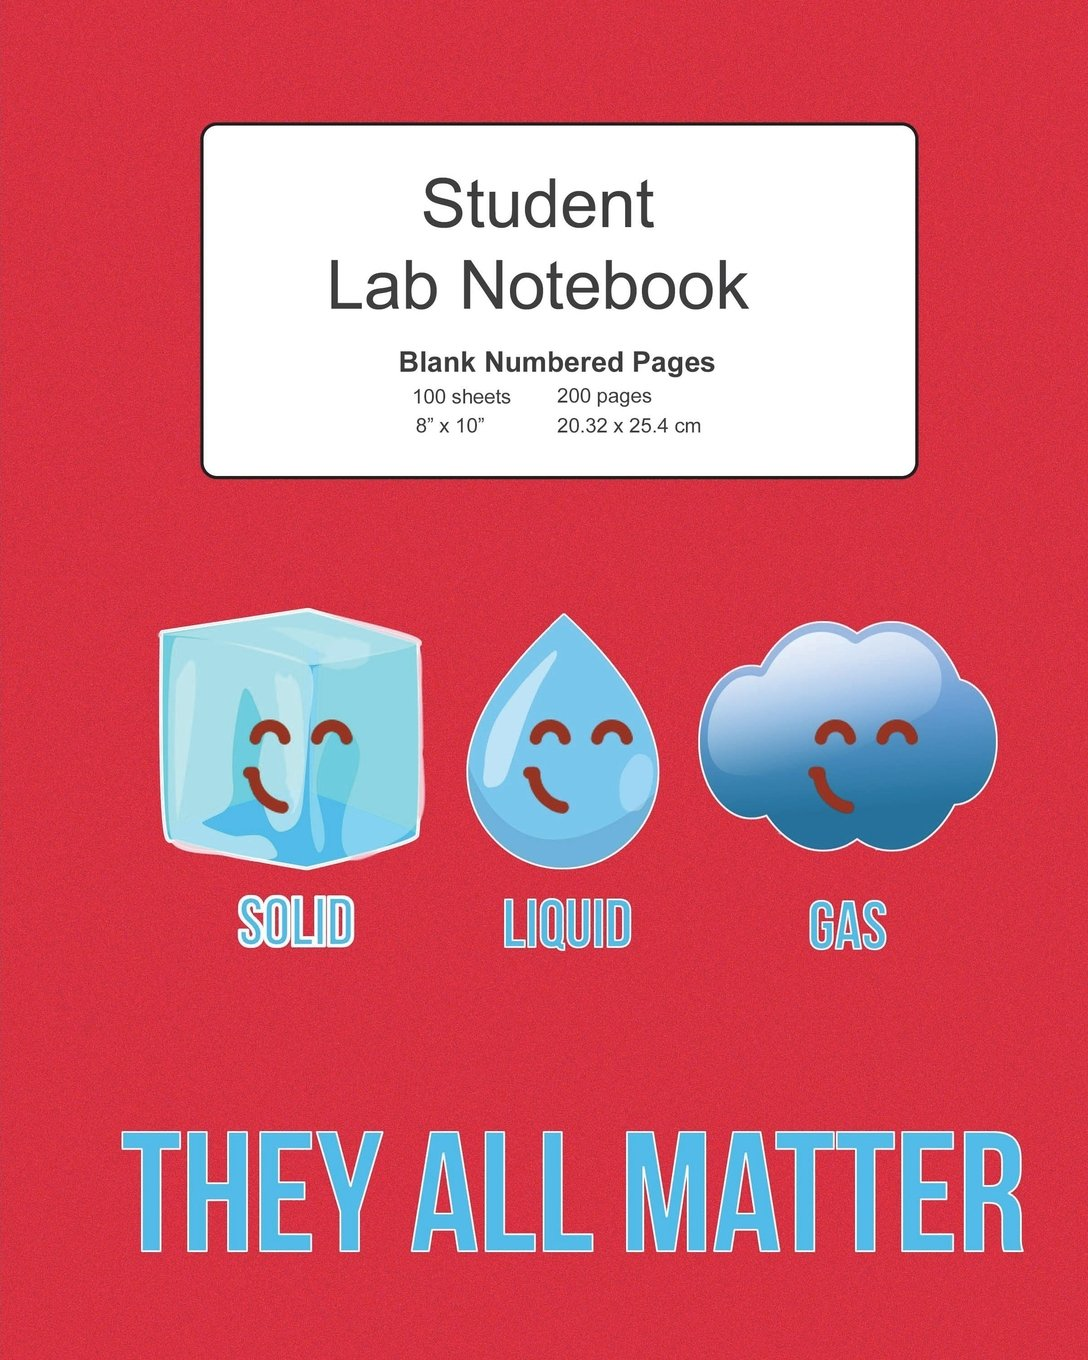 Student
Lab Notebook
Blank Numbered Pages
100 sheets 200 pages
8” x 10” 20.32 x 25.4 cm
SOLID LIQUID GAS
THEY ALL MATTER